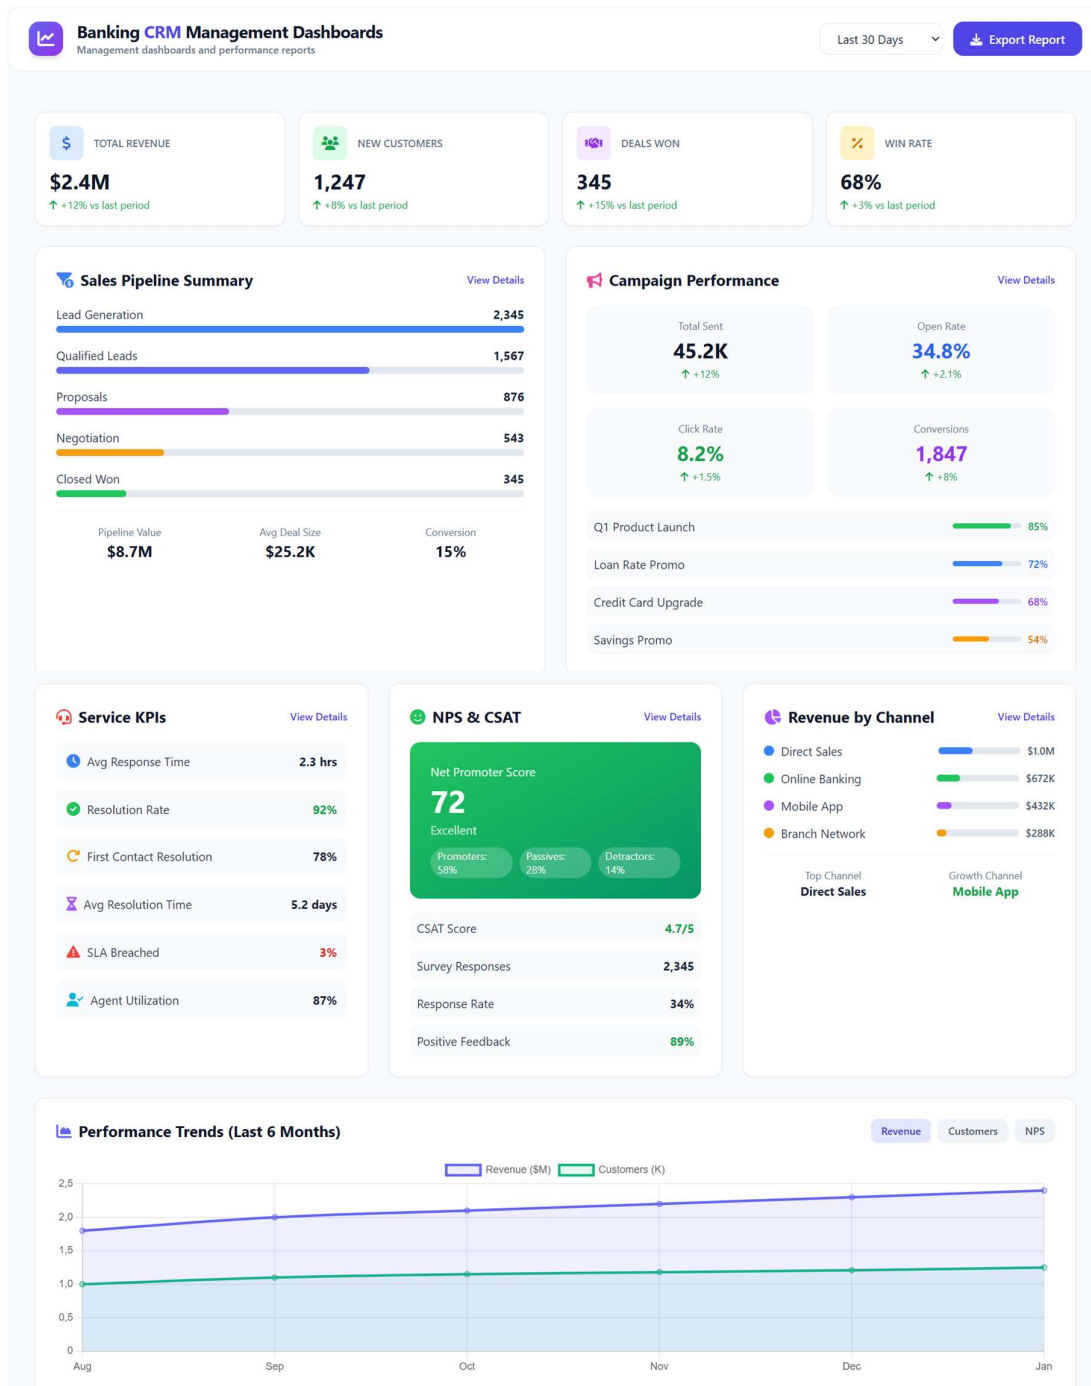 Banking CRM Management Dashboards
Management dashboards and performance reports
Last 30 Days
Export Report
TOTAL REVENUE
$2.4M
+12% vs last period
NEW CUSTOMERS
1,247
+8% vs last period
DEALS WON
345
+15% vs last period
WIN RATE
68%
+3% vs last period
Sales Pipeline Summary
View Details
Lead Generation 2,345
Qualified Leads 1,567
Proposals 876
Negotiation 543
Closed Won 345
Pipeline Value
$8.7M
Avg Deal Size
$25.2K
Conversion
15%
Campaign Performance
View Details
Total Sent
45.2K
+12%
Open Rate
34.8%
+2.1%
Click Rate
8.2%
+1.5%
Conversions
1,847
+8%
Q1 Product Launch 85%
Loan Rate Promo 72%
Credit Card Upgrade 68%
Savings Promo 54%
Service KPIs
View Details
Avg Response Time 2.3 hrs
Resolution Rate 92%
First Contact Resolution 78%
Avg Resolution Time 5.2 days
SLA Breached 3%
Agent Utilization 87%
NPS & CSAT
View Details
Net Promoter Score
72
Excellent
Promoters:
58%
Passives:
28%
Detractors:
14%
CSAT Score 4.7/5
Survey Responses 2,345
Response Rate 34%
Positive Feedback 89%
Revenue by Channel
View Details
Direct Sales $1.0M
Online Banking $672K
Mobile App $432K
Branch Network $288K
Top Channel
Direct Sales
Growth Channel
Mobile App
Performance Trends (Last 6 Months)
Revenue
Customers
NPS
Revenue ($M)
Customers (K)
2,5
2,0
1,5
1,0
0,5
0
Aug Sep Oct Nov Dec Jan